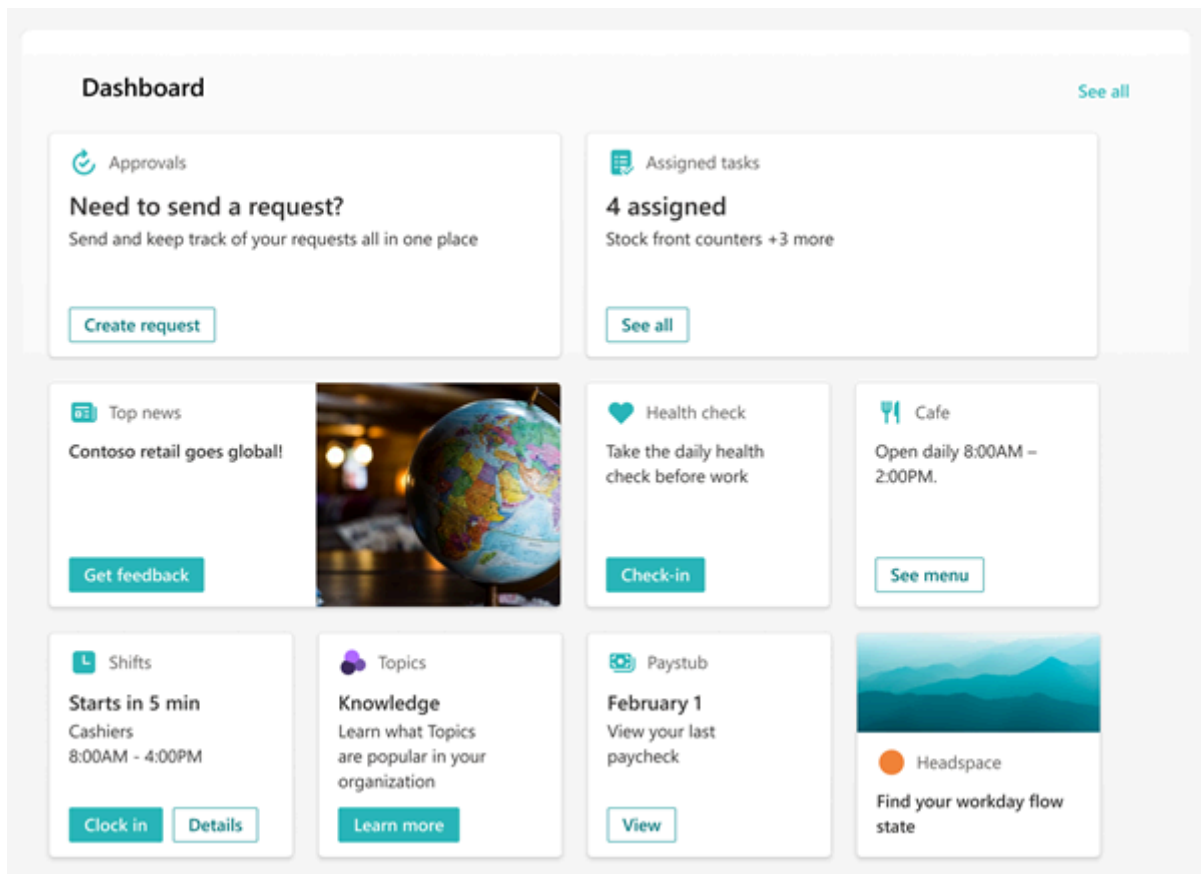 Dashboard
See all
Approvals
Need to send a request?
Send and keep track of your requests all in one place
Create request
Assigned tasks
4 assigned
Stock front counters +3 more
See all
Top news
Contoso retail goes global!
Get feedback
Health check
Take the daily health
check before work
Check-in
Cafe
Open daily 8:00AM –
2:00PM.
See menu
Shifts
Starts in 5 min
Cashiers
8:00AM - 4:00PM
Clock in
Details
Topics
Knowledge
Learn what Topics
are popular in your
organization
Learn more
Paystub
February 1
View your last
paycheck
View
Headspace
Find your workday flow
state